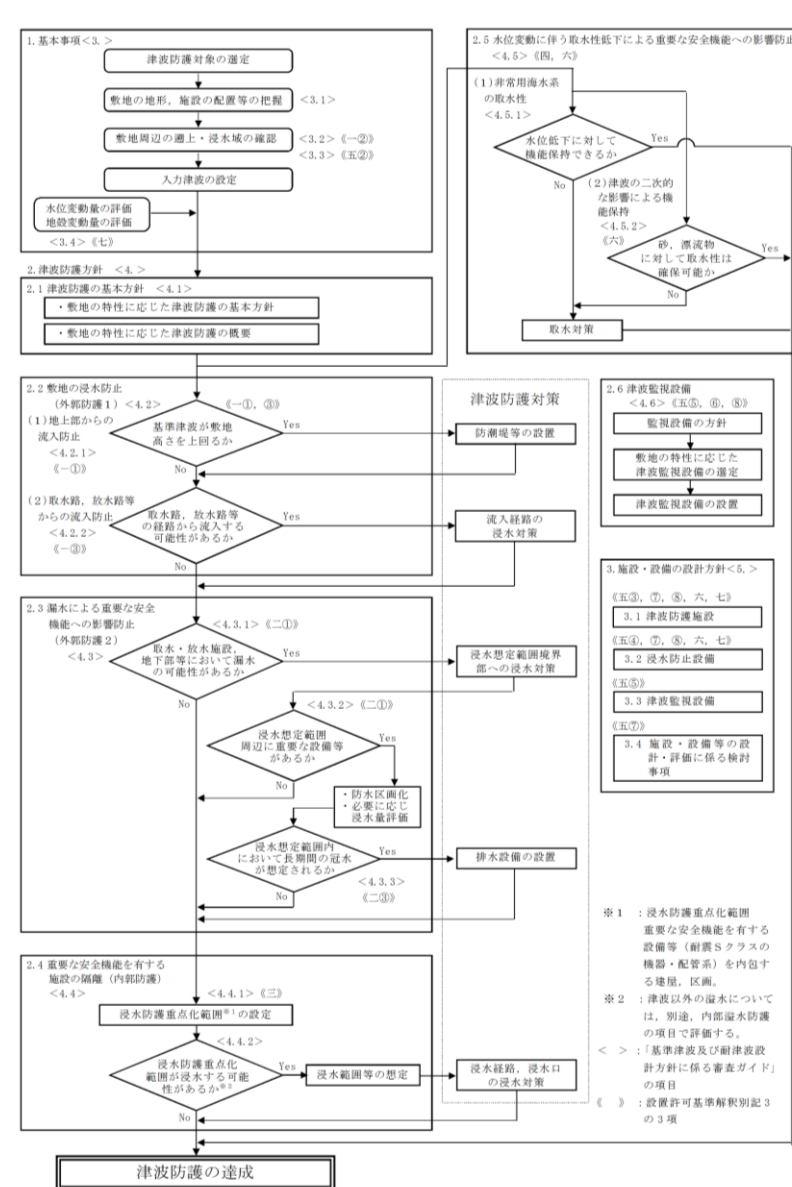 1.基本事項<3.>
津波防護対象の選定
敷地の地形,施設の配置等の把握
<3.1>
敷地周辺の遡上・浸水域の確認
<3.2>《一②》
<3.3>《五②》
入力津波の設定
水位変動量の評価
地殻変動量の評価
<3.4>《七》
2.津波防護方針 <4.>
2.1 津波防護の基本方針 <4.1>
・敷地の特性に応じた津波防護の基本方針
・敷地の特性に応じた津波防護の概要
2.5 水位変動に伴う取水性低下による重要な安全機能への影響防止
<4.5>《四,六》
(1)非常用海水系
の取水性
<4.5.1>
水位低下に対して
機能保持できるか
Yes
No
(2)津波の二次的
な影響による機
能保持
<4.5.2>
《六》
砂,漂流物
に対して取水性は
確保可能か
Yes
No
取水対策
2.2 敷地の浸水防止
(外郭防護1)<4.2>
《一①,③》
(1)地上部からの
流入防止
<4.2.1>
《一①》
基準津波が敷地
高さを上回るか
Yes
No
(2)取水路,放水路等
からの流入防止
<4.2.2>
《一③》
取水路,放水路等
の経路から流入する
可能性があるか
Yes
No
津波防護対策
防潮堤等の設置
流入経路の
浸水対策
2.3 漏水による重要な安全
機能への影響防止
(外郭防護2)
<4.3>
<4.3.1>《二①》
取水・放水施設,
地下部等において漏水
の可能性があるか
Yes
No
浸水想定範囲境界
部への浸水対策
<4.3.2>《二①》
浸水想定範囲
周辺に重要な設備等
があるか
Yes
No
・防水区画化
・必要に応じ
浸水量評価
浸水想定範囲内
において長期間の冠水
が想定されるか
Yes
<4.3.3>
《二③》
No
排水設備の設置
2.4 重要な安全機能を有する
施設の隔離(内郭防護)
<4.4>
<4.4.1>《三》
浸水防護重点化範囲※1の設定
<4.4.2>
浸水防護重点化
範囲が浸水する可能
性があるか※2
Yes
No
浸水範囲等の想定
浸水経路,浸水口
の浸水対策
津波防護の達成
2.6 津波監視設備
<4.6>《五⑤,⑥,⑧》
監視設備の方針
敷地の特性に応じた
津波監視設備の選定
津波監視設備の設置
3.施設・設備の設計方針<5.>
《五③,⑦,⑧,六,七》
3.1 津波防護施設
《五④,⑦,⑧,六,七》
3.2 浸水防止設備
《五⑤》
3.3 津波監視設備
《五⑦》
3.4 施設・設備等の設
計・評価に係る検討
事項
※1 :浸水防護重点化範囲
重要な安全機能を有する
設備等(耐震Sクラスの
機器・配管系)を内包す
る建屋,区画。
※2 :津波以外の溢水について
は,別途,内部溢水防護
の項目で評価する。
< > :「基準津波及び耐津波設
計方針に係る審査ガイド」
の項目
《 》 :設置許可基準解釈別記3
の3項